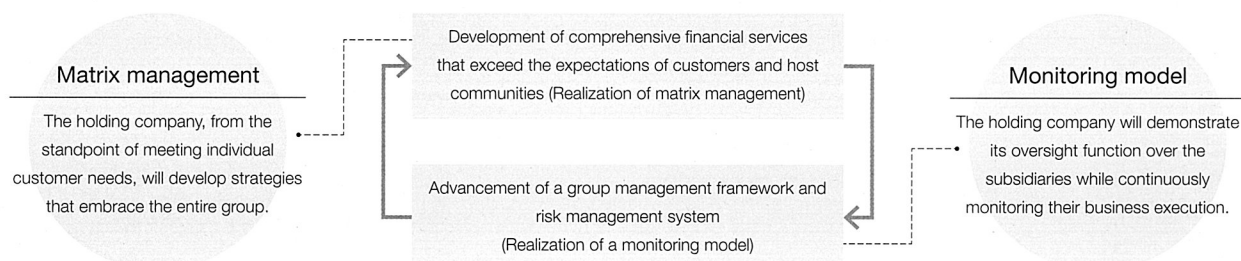 Matrix management
The holding company, from the
standpoint of meeting individual
customer needs, will develop strategies
that embrace the entire group.
Development of comprehensive financial services
that exceed the expectations of customers and host
communities (Realization of matrix management)
Advancement of a group management framework and
risk management system
(Realization of a monitoring model)
Monitoring model
The holding company will demonstrate
its oversight function over the
subsidiaries while continuously
monitoring their business execution.